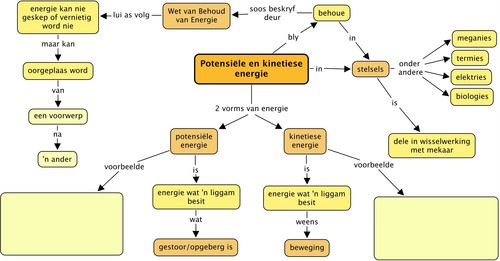 energie kan nie
geskep of vernietig
word nie
lui as volg
Wet van Behoud
van Energie
soos beskryf
deur
behoue
maar kan
bly
in
oorgeplaas word
Potensiële en kinetiese
energie
in
stelsels
onder
andere
meganies
termies
elektries
biologies
van
een voorwerp
2 vorms van energie
is
na
'n ander
potensiële
energie
kinetiese
energie
dele in wisselwerking
met mekaar
voorbeelde
is
is
voorbeelde
energie wat 'n liggam
besit
energie wat 'n liggam
besit
wat
weens
gestoor/opgeberg is
beweging